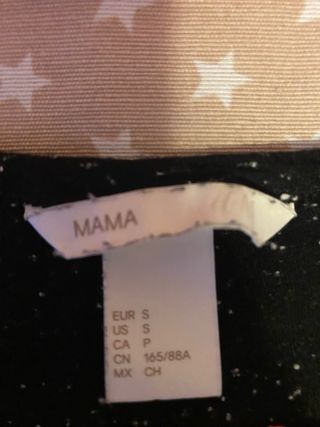 MAMA
EUR S
US S
CA P
CN 165/88A
MX CH